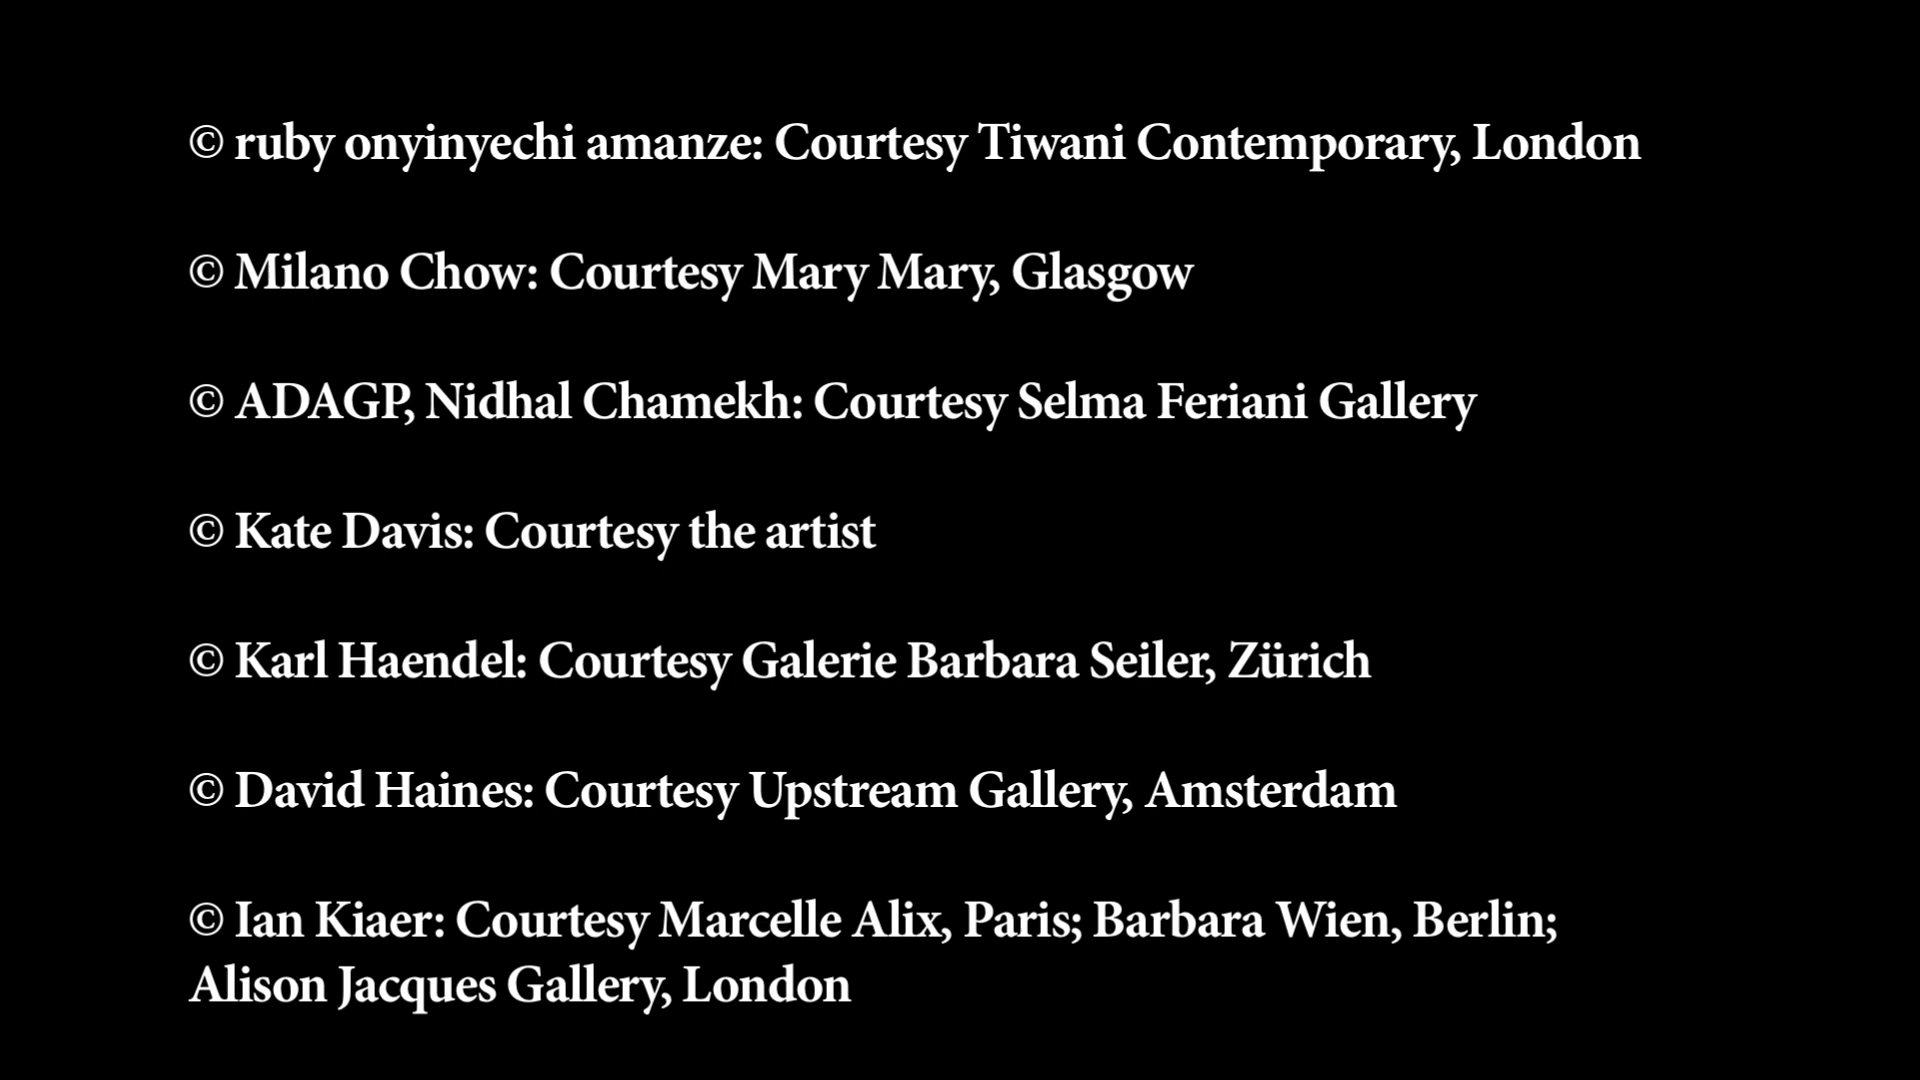 © ruby onyinyechi amanze: Courtesy Tiwani Contemporary, London
© Milano Chow: Courtesy Mary Mary, Glasgow
© ADAGP, Nidhal Chamekh: Courtesy Selma Feriani Gallery
© Kate Davis: Courtesy the artist
© Karl Haendel: Courtesy Galerie Barbara Seiler, Zürich
© David Haines: Courtesy Upstream Gallery, Amsterdam
© Ian Kiaer: Courtesy Marcelle Alix, Paris; Barbara Wien, Berlin;
Alison Jacques Gallery, London